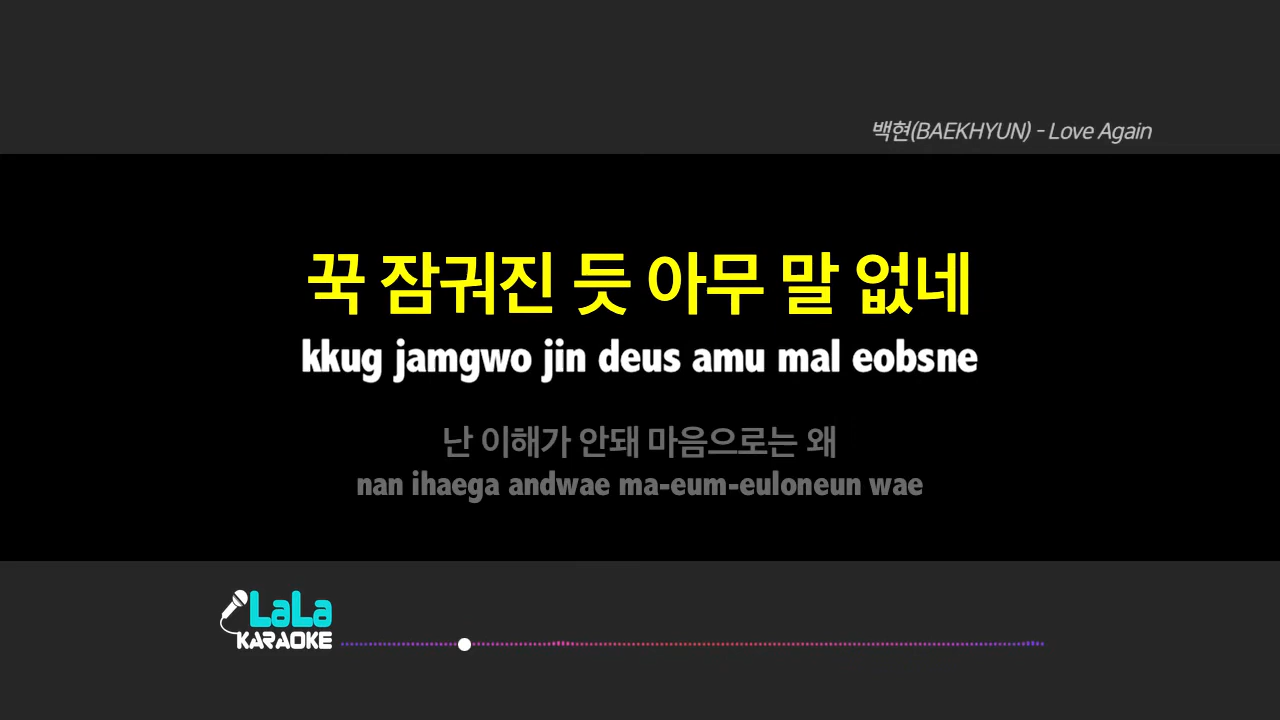 백현(BAEKHYUN) - Love Again
꾹 잠궈진 듯 아무 말 없네
kkug jamgwo jin deus amu mal eobsne
난 이해가 안돼 마음으로는 왜
nan ihaega andwae ma-eum-euloneun wae
LaLa
KARAOKE